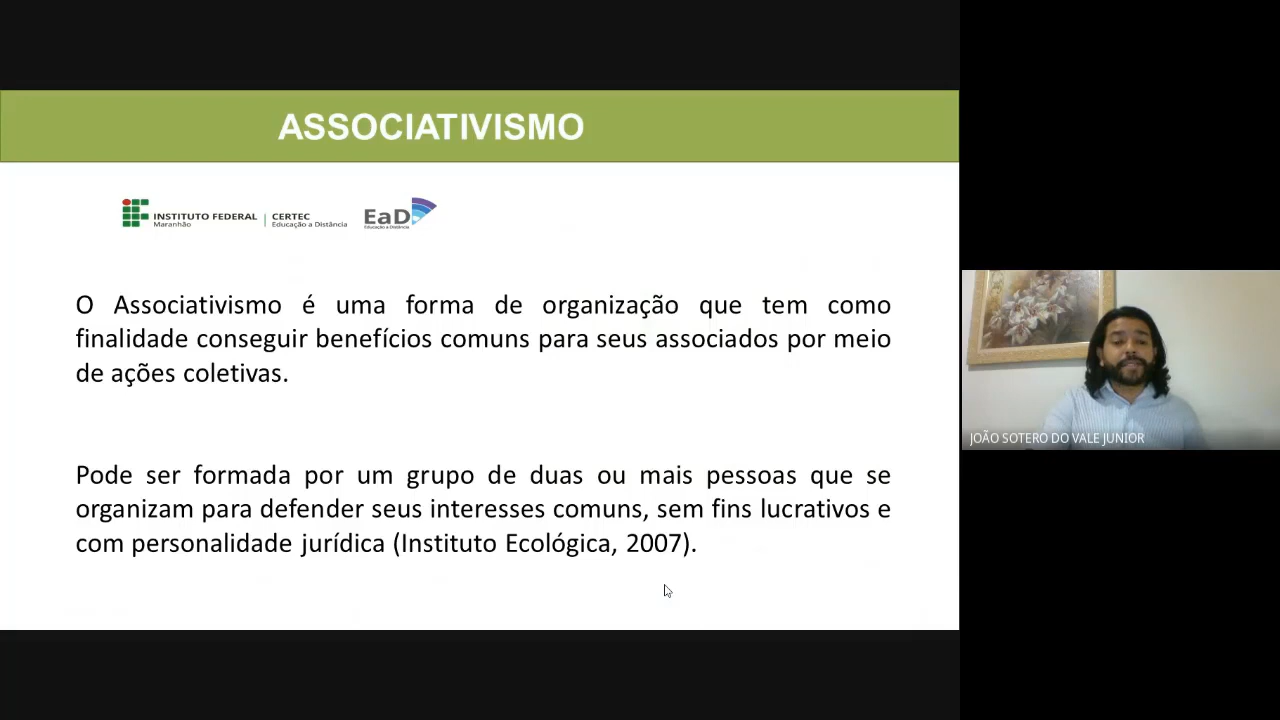 ASSOCIATIVISMO
INSTITUTO FEDERAL
Maranhão
CERTEC
Educação a Distância
EaD
Educação a Distância
O Associativismo é uma forma de organização que tem como
finalidade conseguir benefícios comuns para seus associados por meio
de ações coletivas.
Pode ser formada por um grupo de duas ou mais pessoas que se
organizam para defender seus interesses comuns, sem fins lucrativos e
com personalidade jurídica (Instituto Ecológica, 2007).
JOÃO SOTERO DO VALE JUNIOR